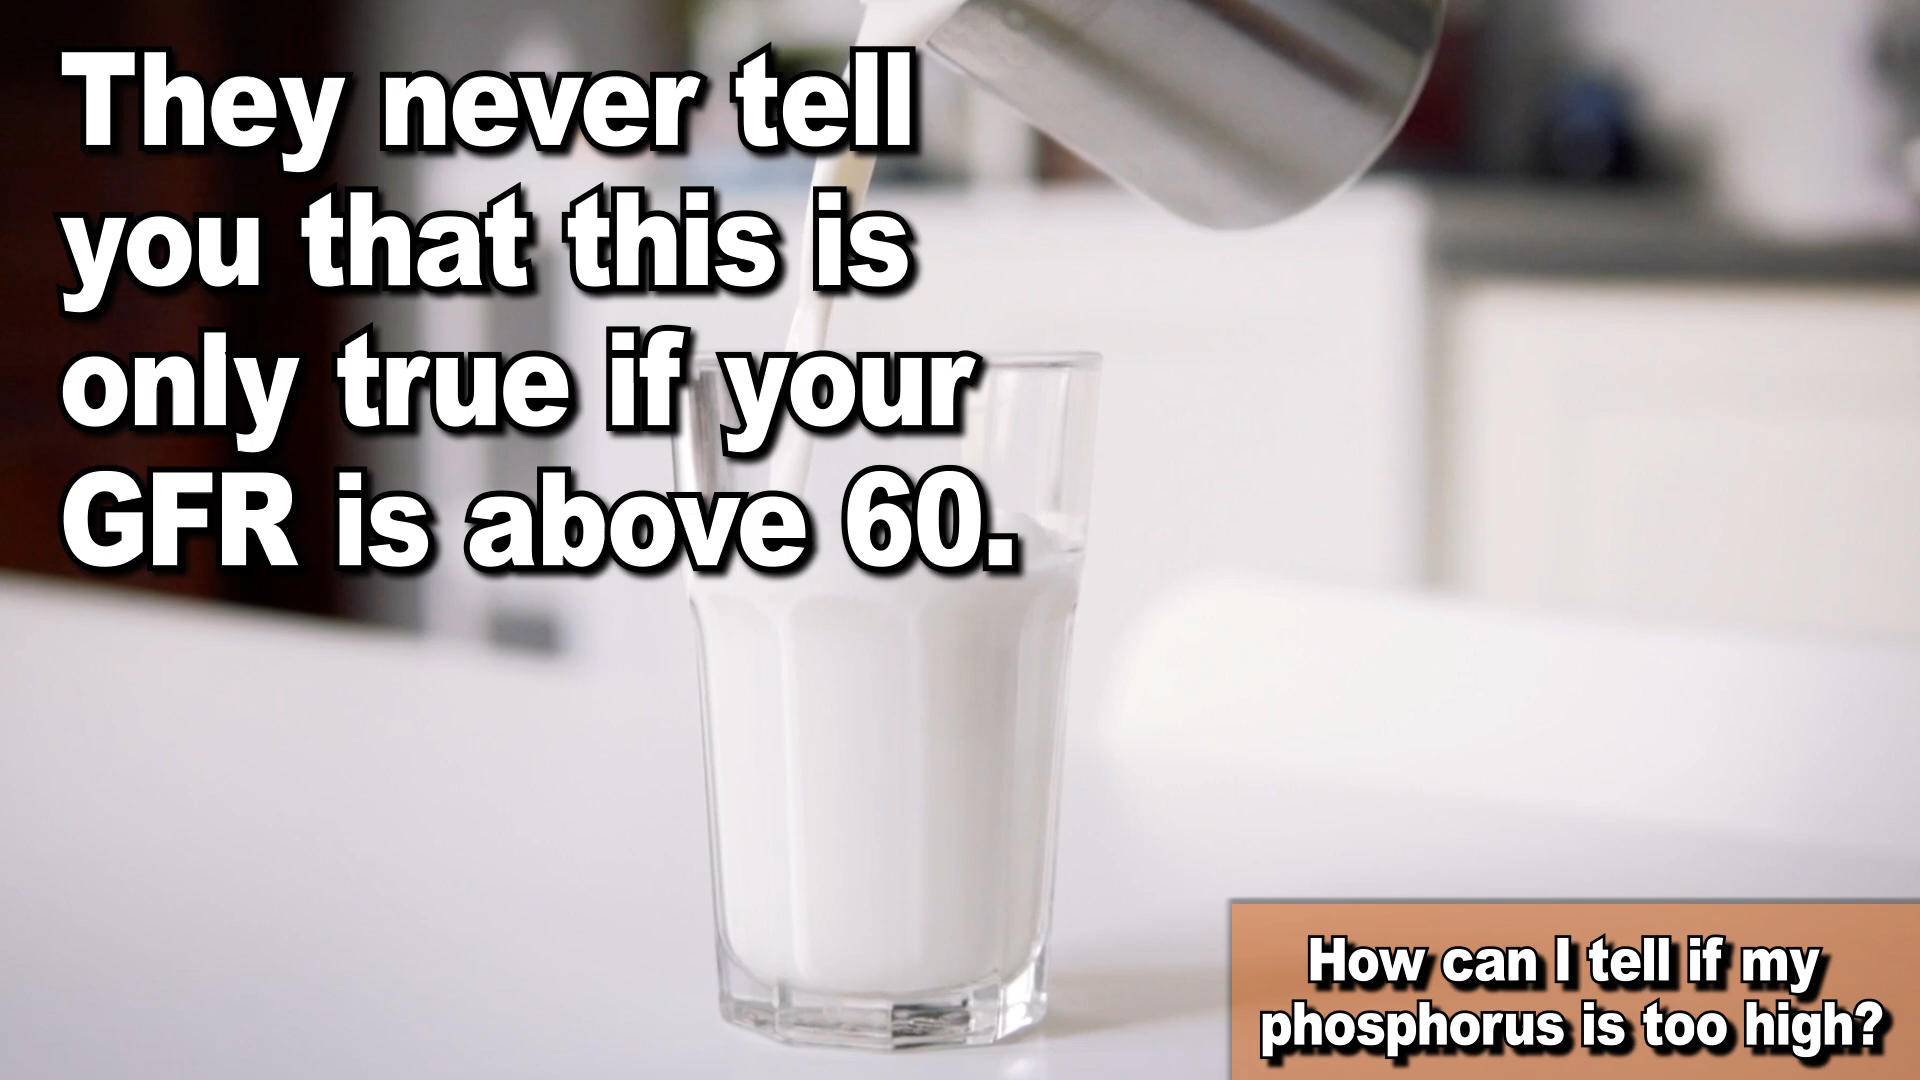 They never tell
you that this is
only true if your
GFR is above 60.
How can I tell if my
phosphorus is too high?